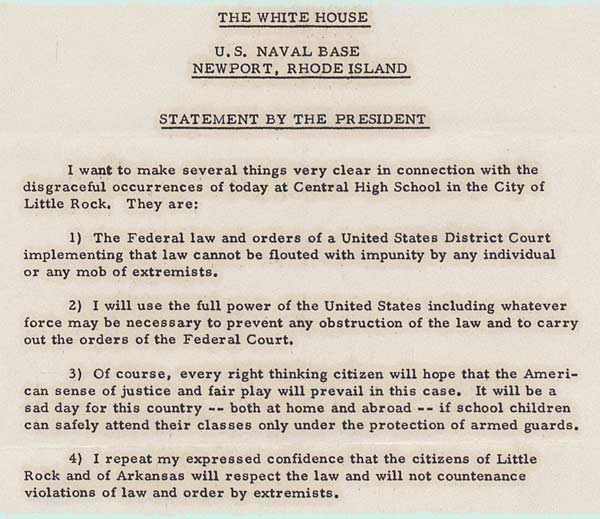 THE WHITE HOUSE
U.S. NAVAL BASE
NEWPORT, RHODE ISLAND
STATEMENT BY THE PRESIDENT
I want to make several things very clear in connection with the
disgraceful occurrences of today at Central High School in the City of
Little Rock. They are:
1) The Federal law and orders of a United States District Court
implementing that law cannot be flouted with impunity by any individual
or any mob of extremists.
2) I will use the full power of the United States including whatever
force may be necessary to prevent any obstruction of the law and to carry
out the orders of the Federal Court.
3) Of course, every right thinking citizen will hope that the Ameri-
can sense of justice and fair play will prevail in this case. It will be a
sad day for this country -- both at home and abroad -- if school children
can safely attend their classes only under the protection of armed guards.
4) I repeat my expressed confidence that the citizens of Little
Rock and of Arkansas will respect the law and will not countenance
violations of law and order by extremists.